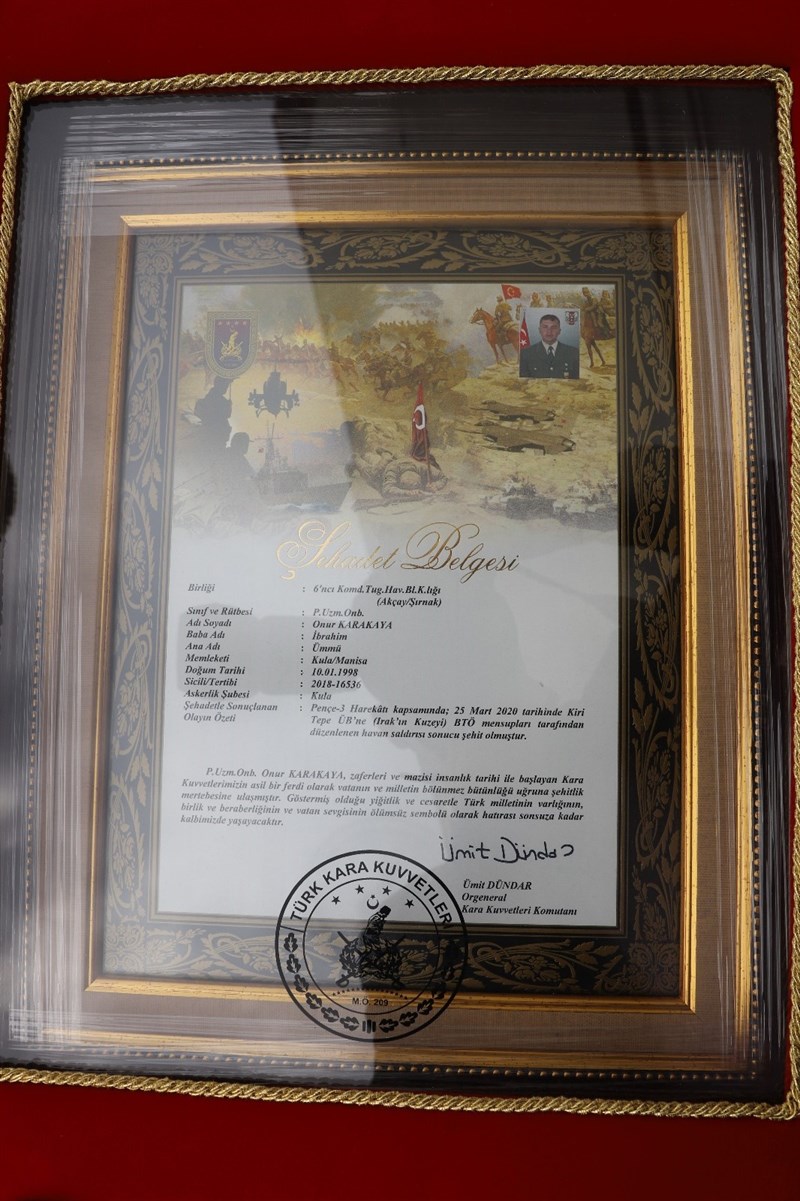 Şehadet Belgesi
Birliği : 6'ncı Komd.Tug.Hav.Bl.K.lığı
(Akçay/Şırnak)
Sınıf ve Rütbesi : P.Uzm.Onb.
Adı Soyadı : Onur KARAKAYA
Baba Adı : İbrahim
Ana Adı : Ümmü
Memleketi : Kula/Manisa
Doğum Tarihi : 10.01.1998
Sicili/Tertibi : 2018-16536
Askerlik Şubesi : Kula
Şehadetle Sonuçlanan : Pençe-3 Harekâtı kapsamında; 25 Mart 2020 tarihinde Kiri
Olayın Özeti Tepe ÜB'ne (Irak'ın Kuzeyi) BTÖ mensupları tarafından
düzenlenen havan saldırısı sonucu şehit olmuştur.
P.Uzm.Onb. Onur KARAKAYA, zaferleri ve mazisi insanlık tarihi ile başlayan Kara
Kuvvetlerimizin asil bir ferdi olarak vatanın ve milletin bölünmez bütünlüğü uğruna şehitlik
mertebesine ulaşmıştır. Göstermiş olduğu yiğitlik ve cesaretle Türk milletinin varlığının,
birlik ve beraberliğinin ve vatan sevgisinin ölümsüz sembolü olarak hatırası sonsuza kadar
kalbimizde yaşayacaktır.
Ümit Dündar
Ümit DÜNDAR
Orgeneral
Kara Kuvvetleri Komutanı
TÜRK KARA KUVVETLERİ
M.Ö. 209